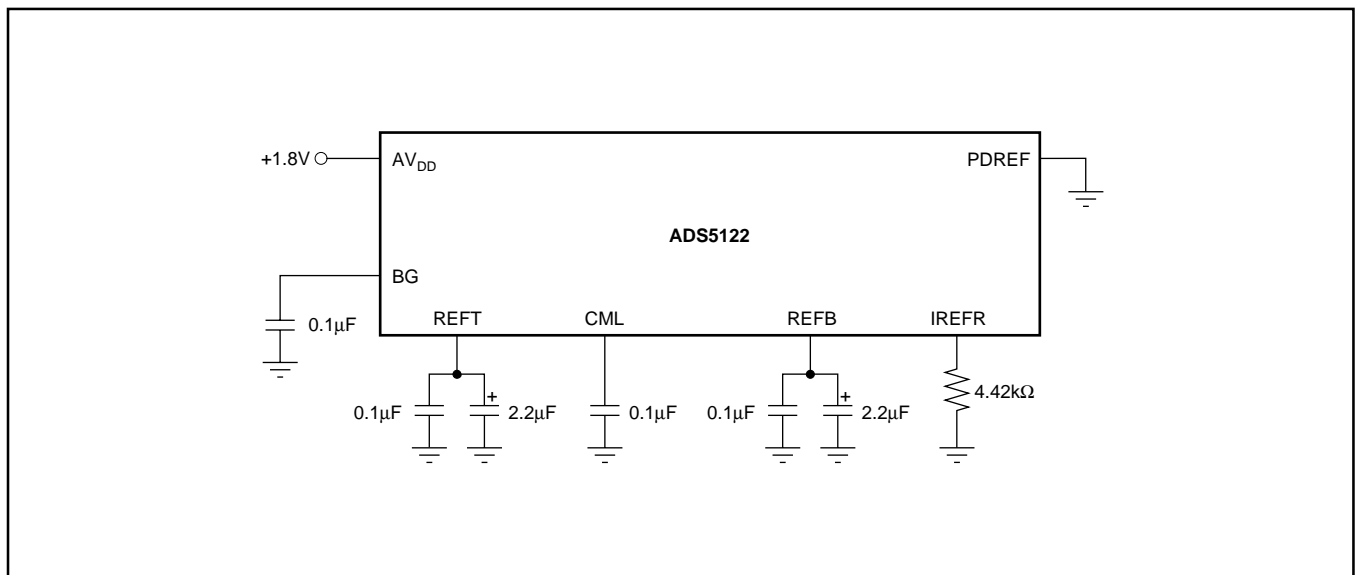 +1.8V
AVDD
PDREF
ADS5122
BG
0.1μF
REFT
CML
REFB
IREFR
0.1μF
+
2.2μF
0.1μF
0.1μF
+
2.2μF
4.42kΩ